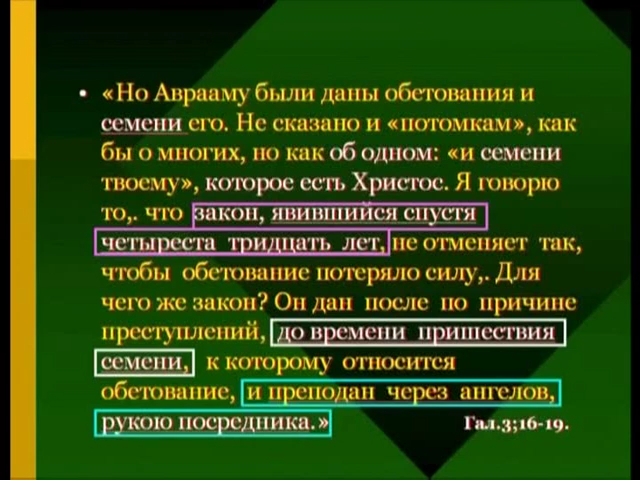 • «Но Аврааму были даны обетования и
семени его. Не сказано и «потомкам», как
бы о многих, но как об одном: «и семени
твоему», которое есть Христос. Я говорю
то,. что закон, явившийся спустя
четыреста тридцать лет, не отменяет так,
чтобы обетование потеряло силу,. Для
чего же закон? Он дан после по причине
преступлений, до времени пришествия
семени, к которому относится
обетование, и преподан через ангелов,
рукою посредника.» Гал.3;16-19.